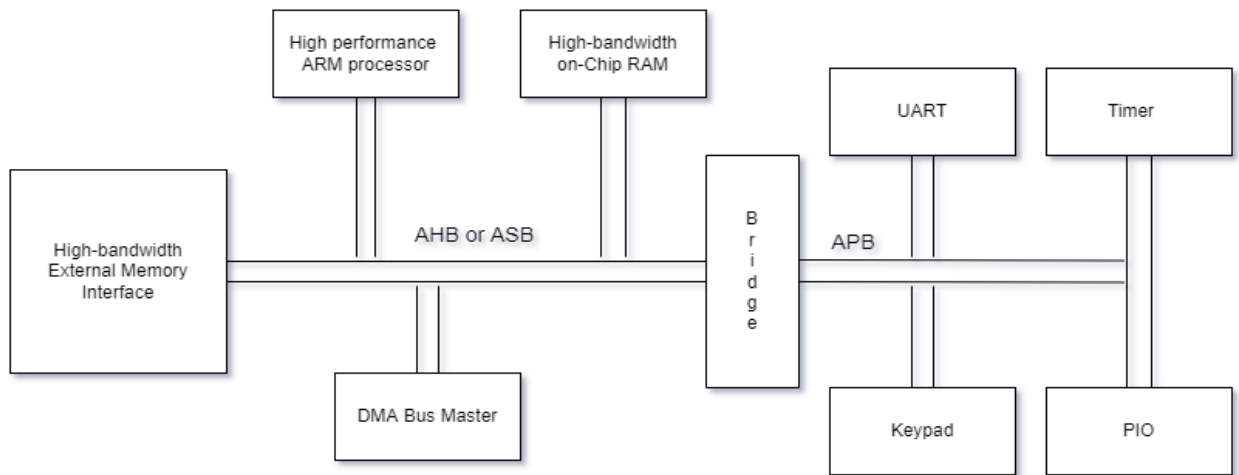 High performance
ARM processor
High-bandwidth
on-Chip RAM
UART
Timer
High-bandwidth
External Memory
Interface
AHB or ASB
B
r
i
d
g
e
APB
DMA Bus Master
Keypad
PIO